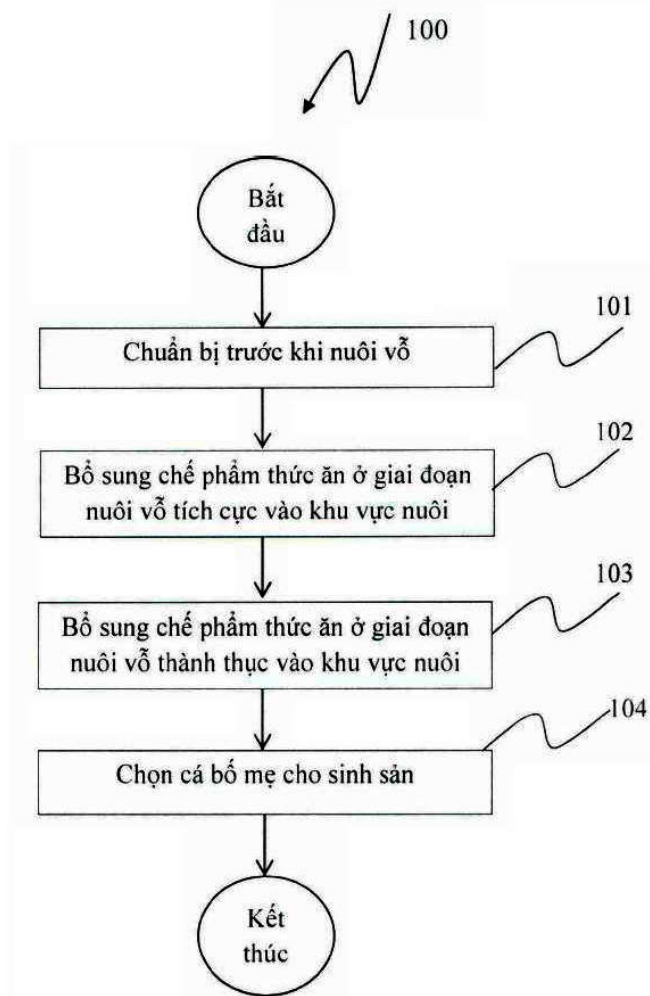 100
Bắt
đầu
101
Chuẩn bị trước khi nuôi vỗ
102
Bổ sung chế phẩm thức ăn ở giai đoạn
nuôi vỗ tích cực vào khu vực nuôi
103
Bổ sung chế phẩm thức ăn ở giai đoạn
nuôi vỗ thành thục vào khu vực nuôi
104
Chọn cá bố mẹ cho sinh sản
Kết
thúc